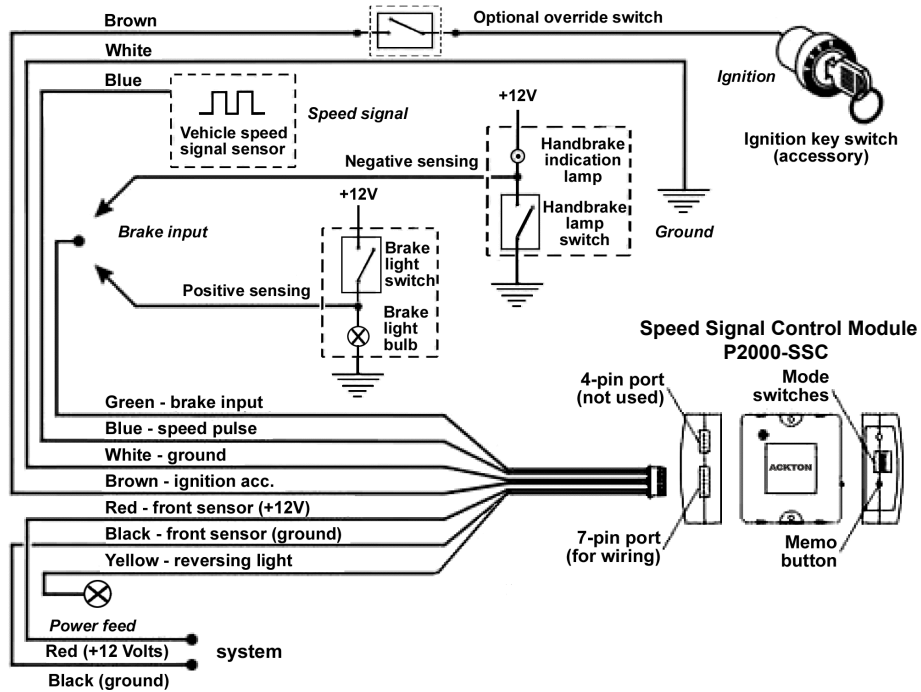 Brown
Optional override switch
White
Blue
Ignition
Speed signal
+12V
Vehicle speed
signal sensor
Ignition key switch
(accessory)
Negative sensing
Handbrake
indication
lamp
+12V
Handbrake
lamp
switch
Brake input
Ground
Brake
light
switch
Positive sensing
Brake
light
bulb
Speed Signal Control Module
P2000-SSC
4-pin port
(not used)
Mode
switches
Green - brake input
Blue - speed pulse
White - ground
ACKTON
Brown - ignition acc.
Red - front sensor (+12V)
Black - front sensor (ground)
7-pin port
(for wiring)
Memo
button
Yellow - reversing light
Power feed
Red (+12 Volts)
system
Black (ground)